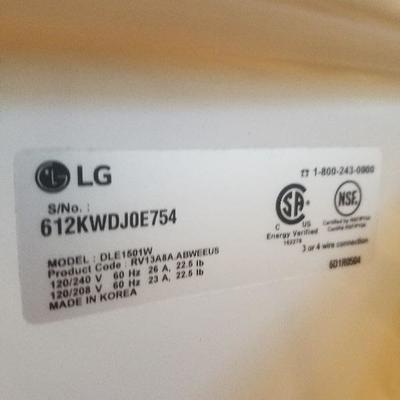 LG
1-800-243-0000
S/No. :
612KWDJ0E754
SA
NSF.
C US
Energy Verified
3 or 4 wire connection
MODEL : DLE1501W
Product Code : RV13A8A.ABWEEUS
120/240 V 60 Hz 26 A, 22.5 lb
120/208 V 60 Hz 23 A, 22.5 lb
MADE IN KOREA